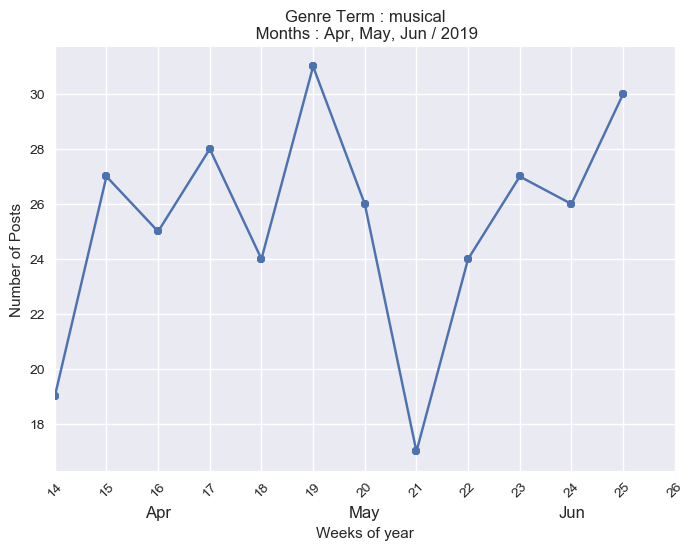 Genre Term : musical
Months : Apr, May, Jun / 2019
30
28
26
24
22
20
18
Number of Posts
14 15 16 17 18 19 20 21 22 23 24 25 26
Apr May Jun
Weeks of year